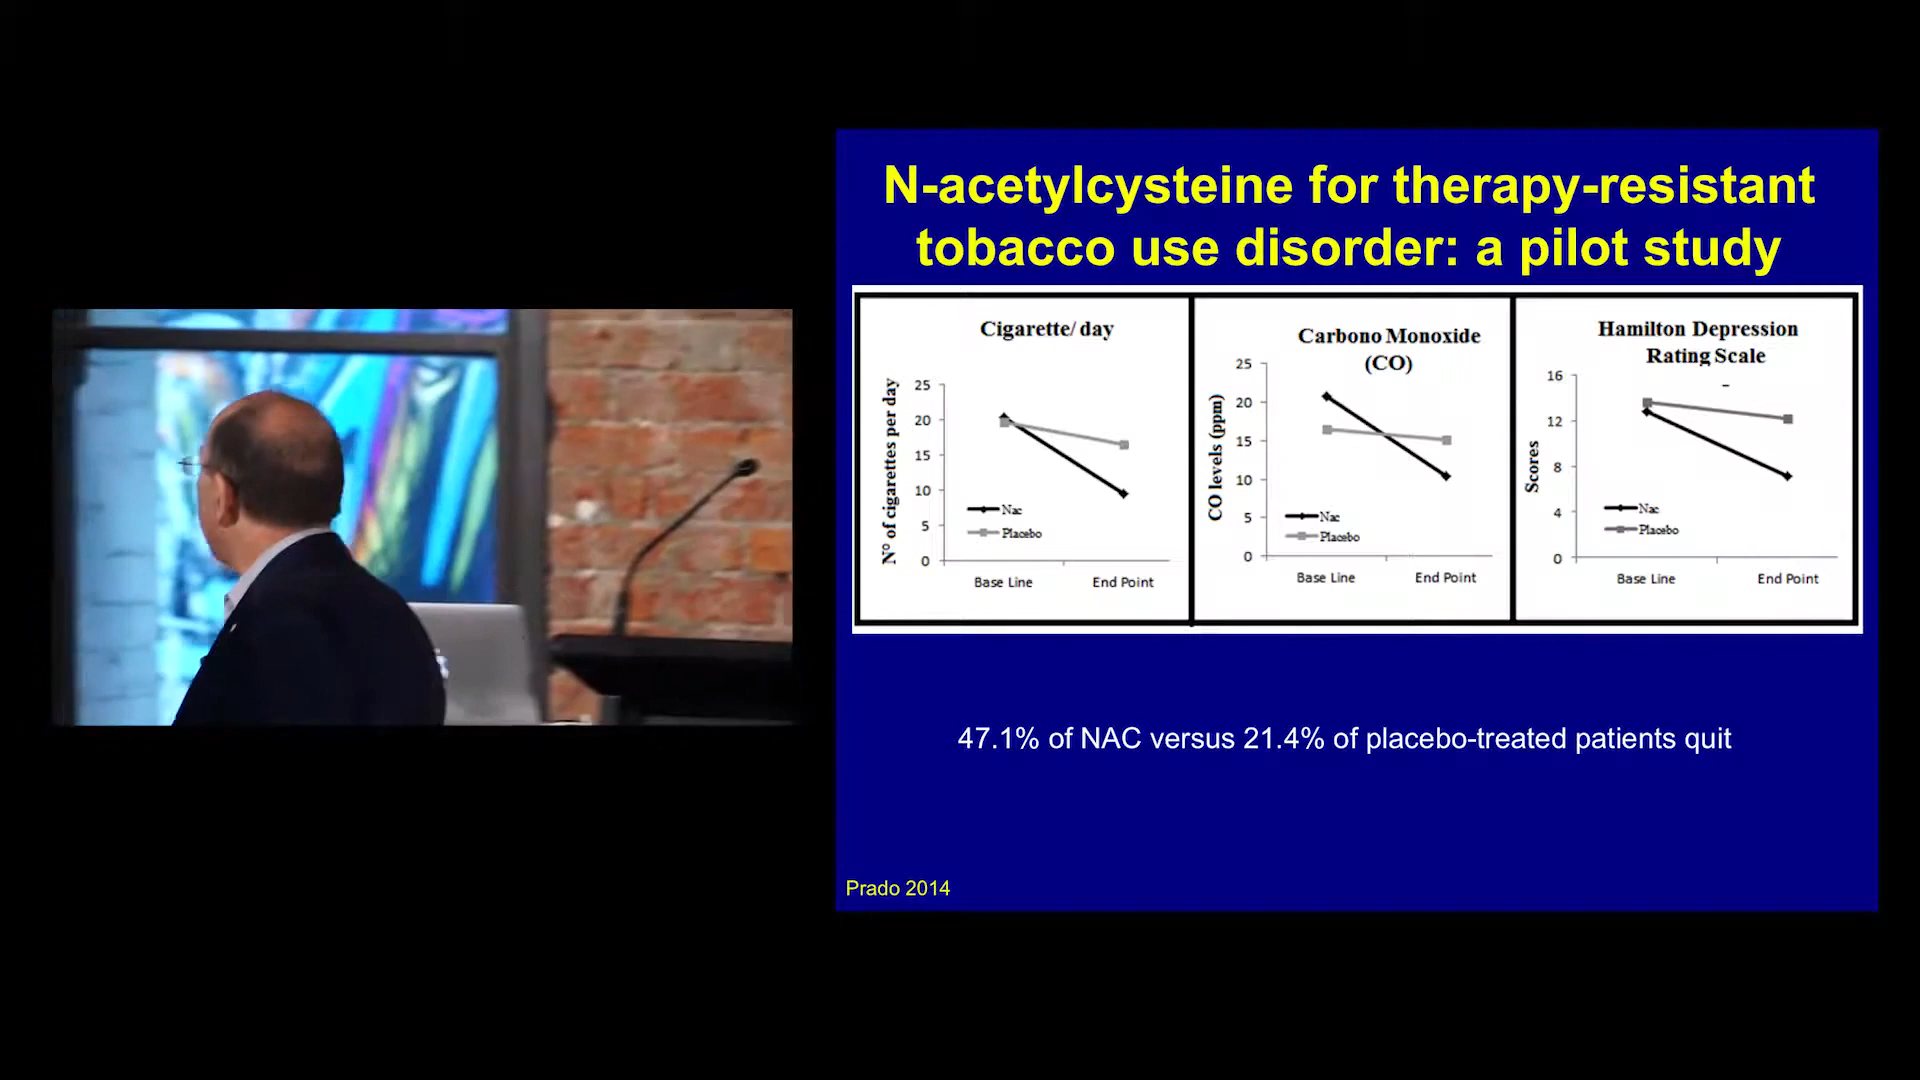 N-acetylcysteine for therapy-resistant
tobacco use disorder: a pilot study
Cigarette/ day
N° of cigarettes per day
25
20
15
10
5
0
Nac
Placebo
Base Line
End Point
Carbono Monoxide
(CO)
CO levels (ppm)
25
20
15
10
5
0
Nac
Placebo
Base Line
End Point
Hamilton Depression
Rating Scale
Scores
16
12
8
4
0
Nac
Placebo
Base Line
End Point
47.1% of NAC versus 21.4% of placebo-treated patients quit
Prado 2014